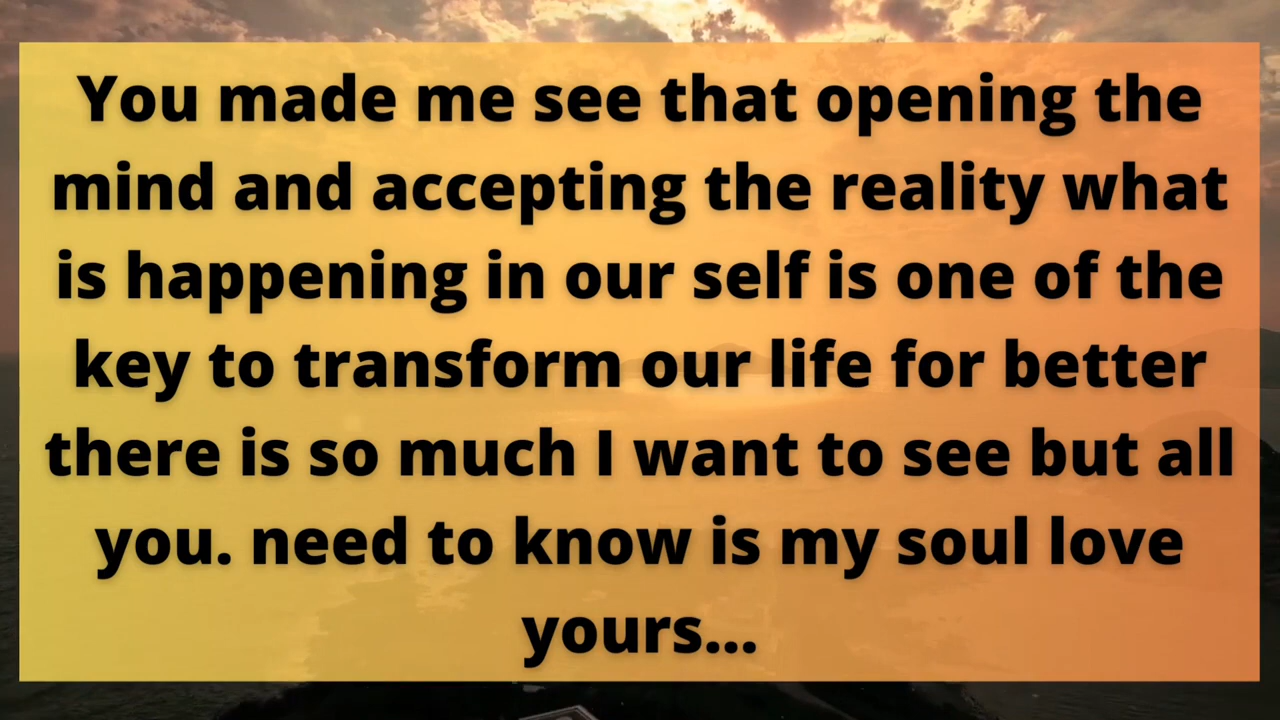 You made me see that opening the
mind and accepting the reality what
is happening in our self is one of the
key to transform our life for better
there is so much I want to see but all
you. need to know is my soul love
yours...